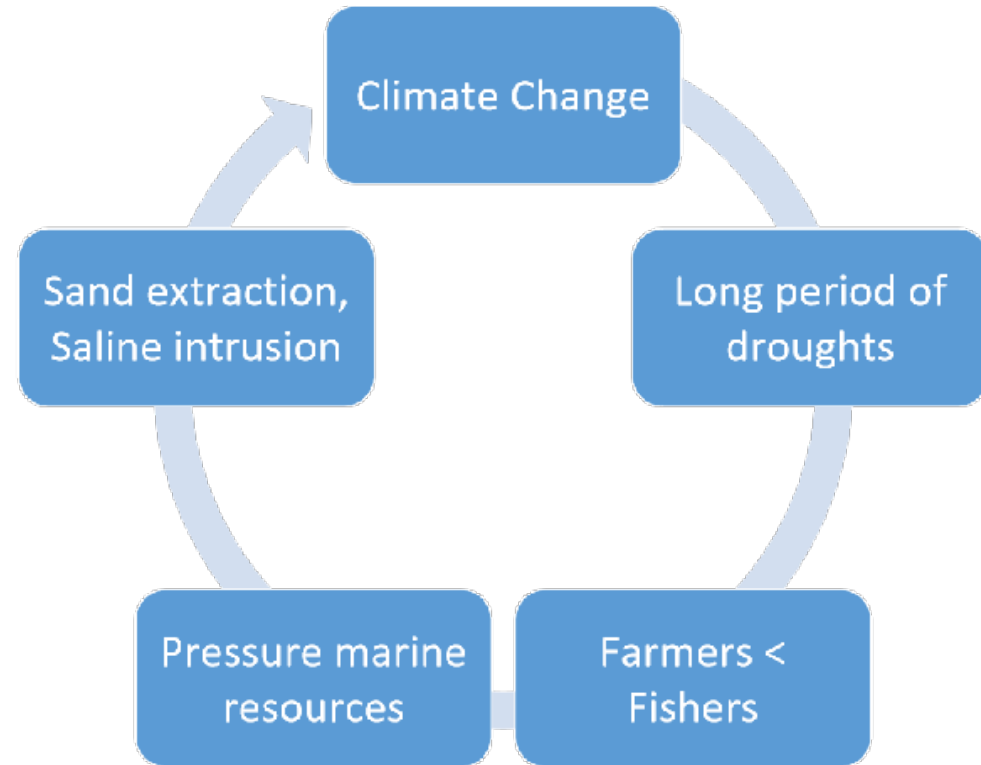 Climate Change
Long period of
droughts
Farmers <
Fishers
Pressure marine
resources
Sand extraction,
Saline intrusion